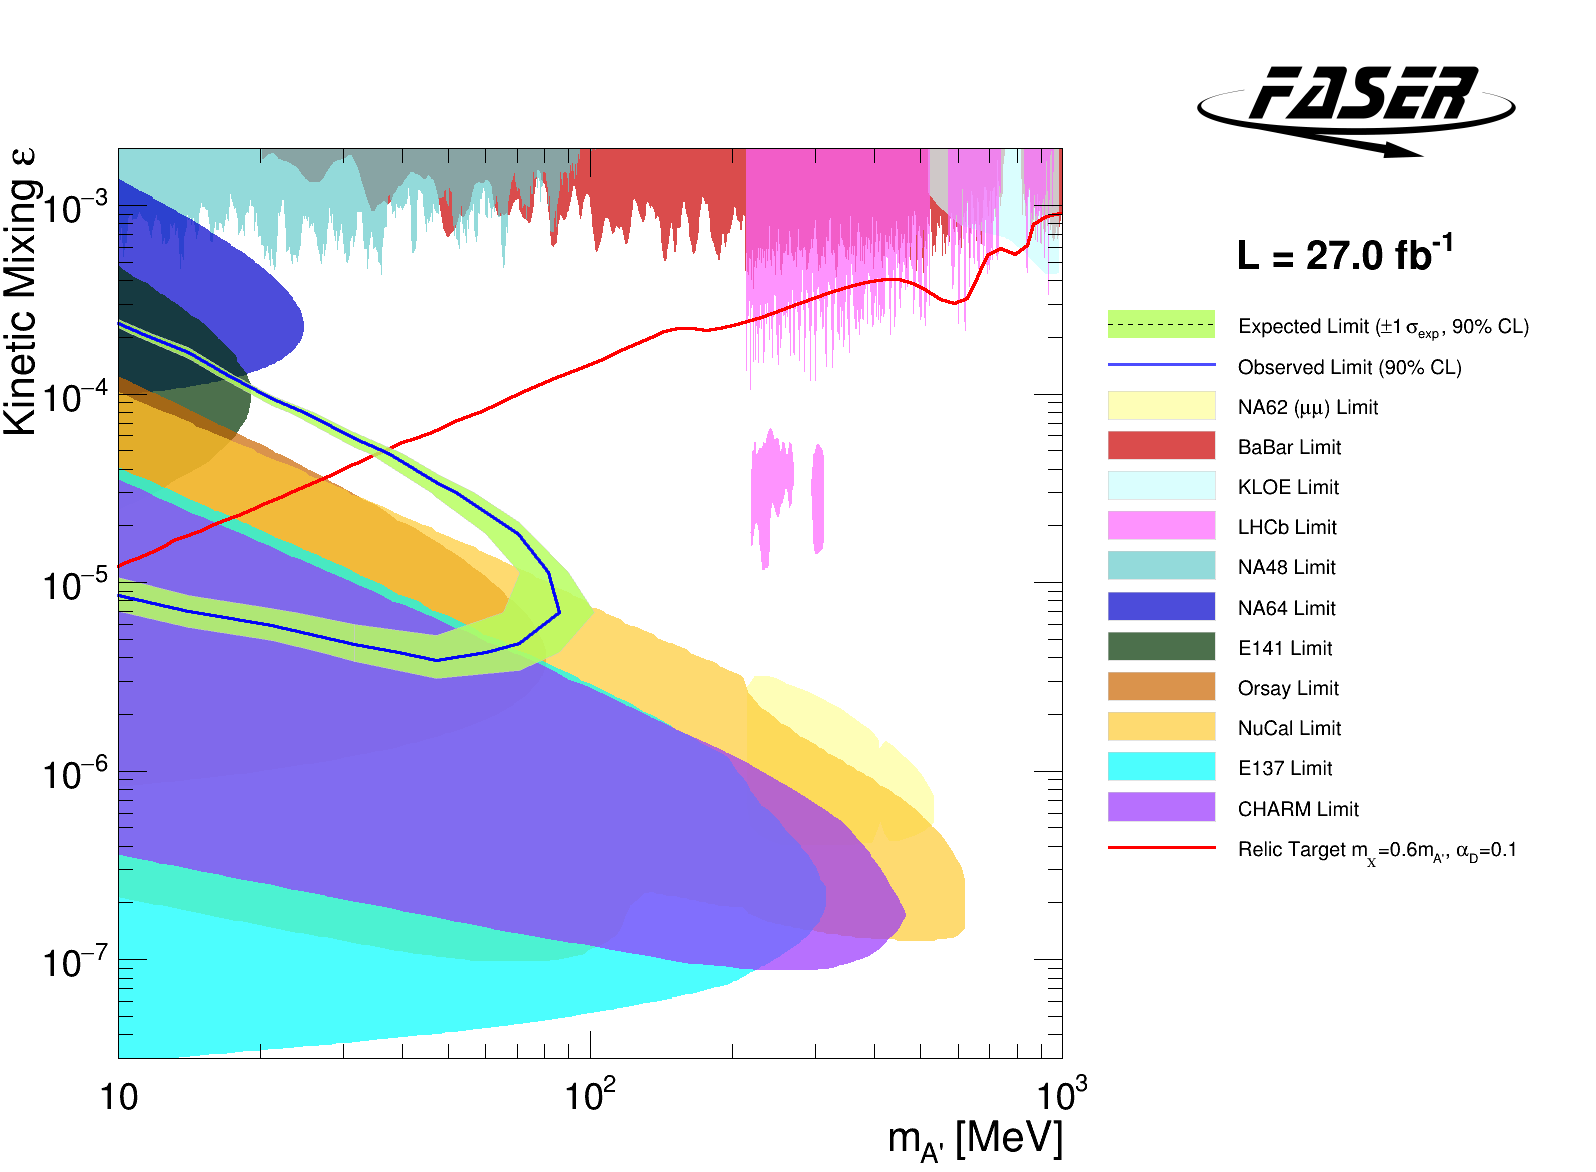 FASER
L = 27.0 fb⁻¹
Kinetic Mixing ε
10⁻³
10⁻⁴
10⁻⁵
10⁻⁶
10⁻⁷
Expected Limit (±1 σexp, 90% CL)
Observed Limit (90% CL)
NA62 (μμ) Limit
BaBar Limit
KLOE Limit
LHCb Limit
NA48 Limit
NA64 Limit
E141 Limit
Orsay Limit
NuCal Limit
E137 Limit
CHARM Limit
Relic Target mχ=0.6mA', αD=0.1
10
10²
10³
mA' [MeV]